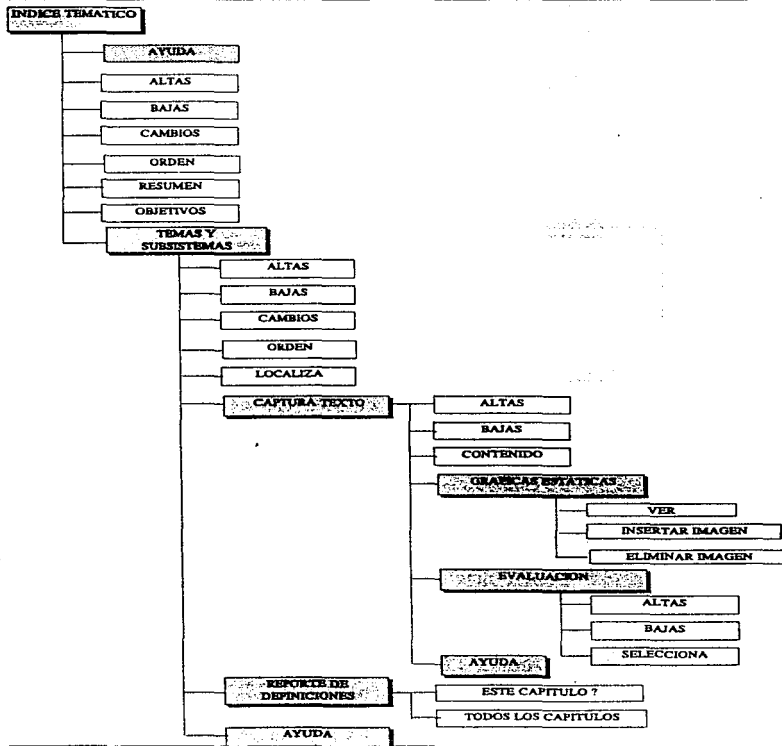 INDICE TEMATICO
AYUDA
ALTAS
BAJAS
CAMBIOS
ORDEN
RESUMEN
OBJETIVOS
TEMAS Y
SUBSISTEMAS
ALTAS
BAJAS
CAMBIOS
ORDEN
LOCALIZA
CAPTURA TEXTO
ALTAS
BAJAS
CONTENIDO
GRAFICAS ESTATICAS
VER
INSERTAR IMAGEN
ELIMINAR IMAGEN
EVALUACION
ALTAS
BAJAS
SELECCIONA
AYUDA
REPORTE DE
DEFINICIONES
ESTE CAPITULO ?
TODOS LOS CAPITULOS
AYUDA